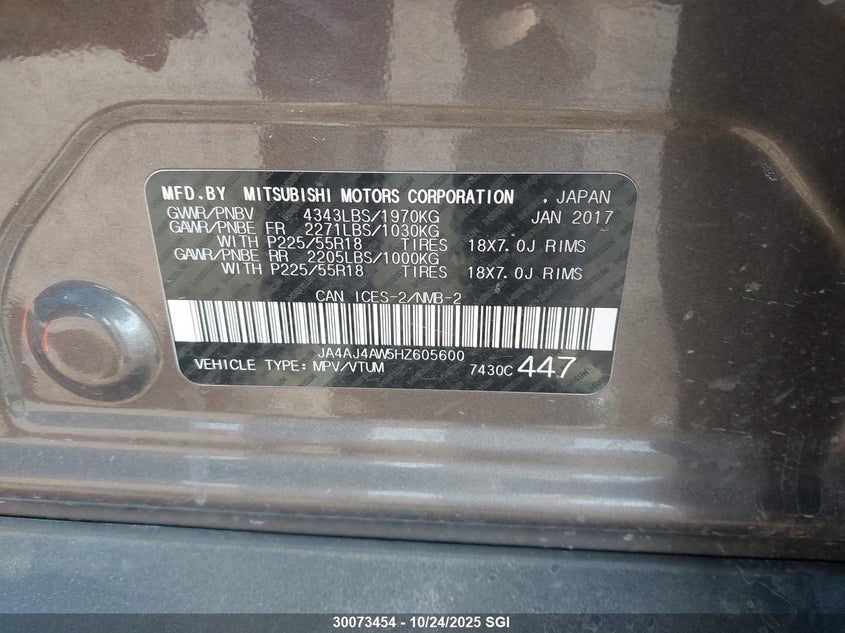 MFD.BY MITSUBISHI MOTORS CORPORATION , JAPAN
GVWR/PNBV 4343LBS/1970KG JAN 2017
GAWR/PNBE FR 2271LBS/1030KG
WITH P225/55R18 TIRES 18X7.0J RIMS
GAWR/PNBE RR 2205LBS/1000KG
WITH P225/55R18 TIRES 18X7.0J RIMS
CAN ICES-2/NMB-2
JA4AJ4AW5HZ605600
VEHICLE TYPE: MPV/VTUM 7430C 447
30073454 - 10/24/2025 SGI